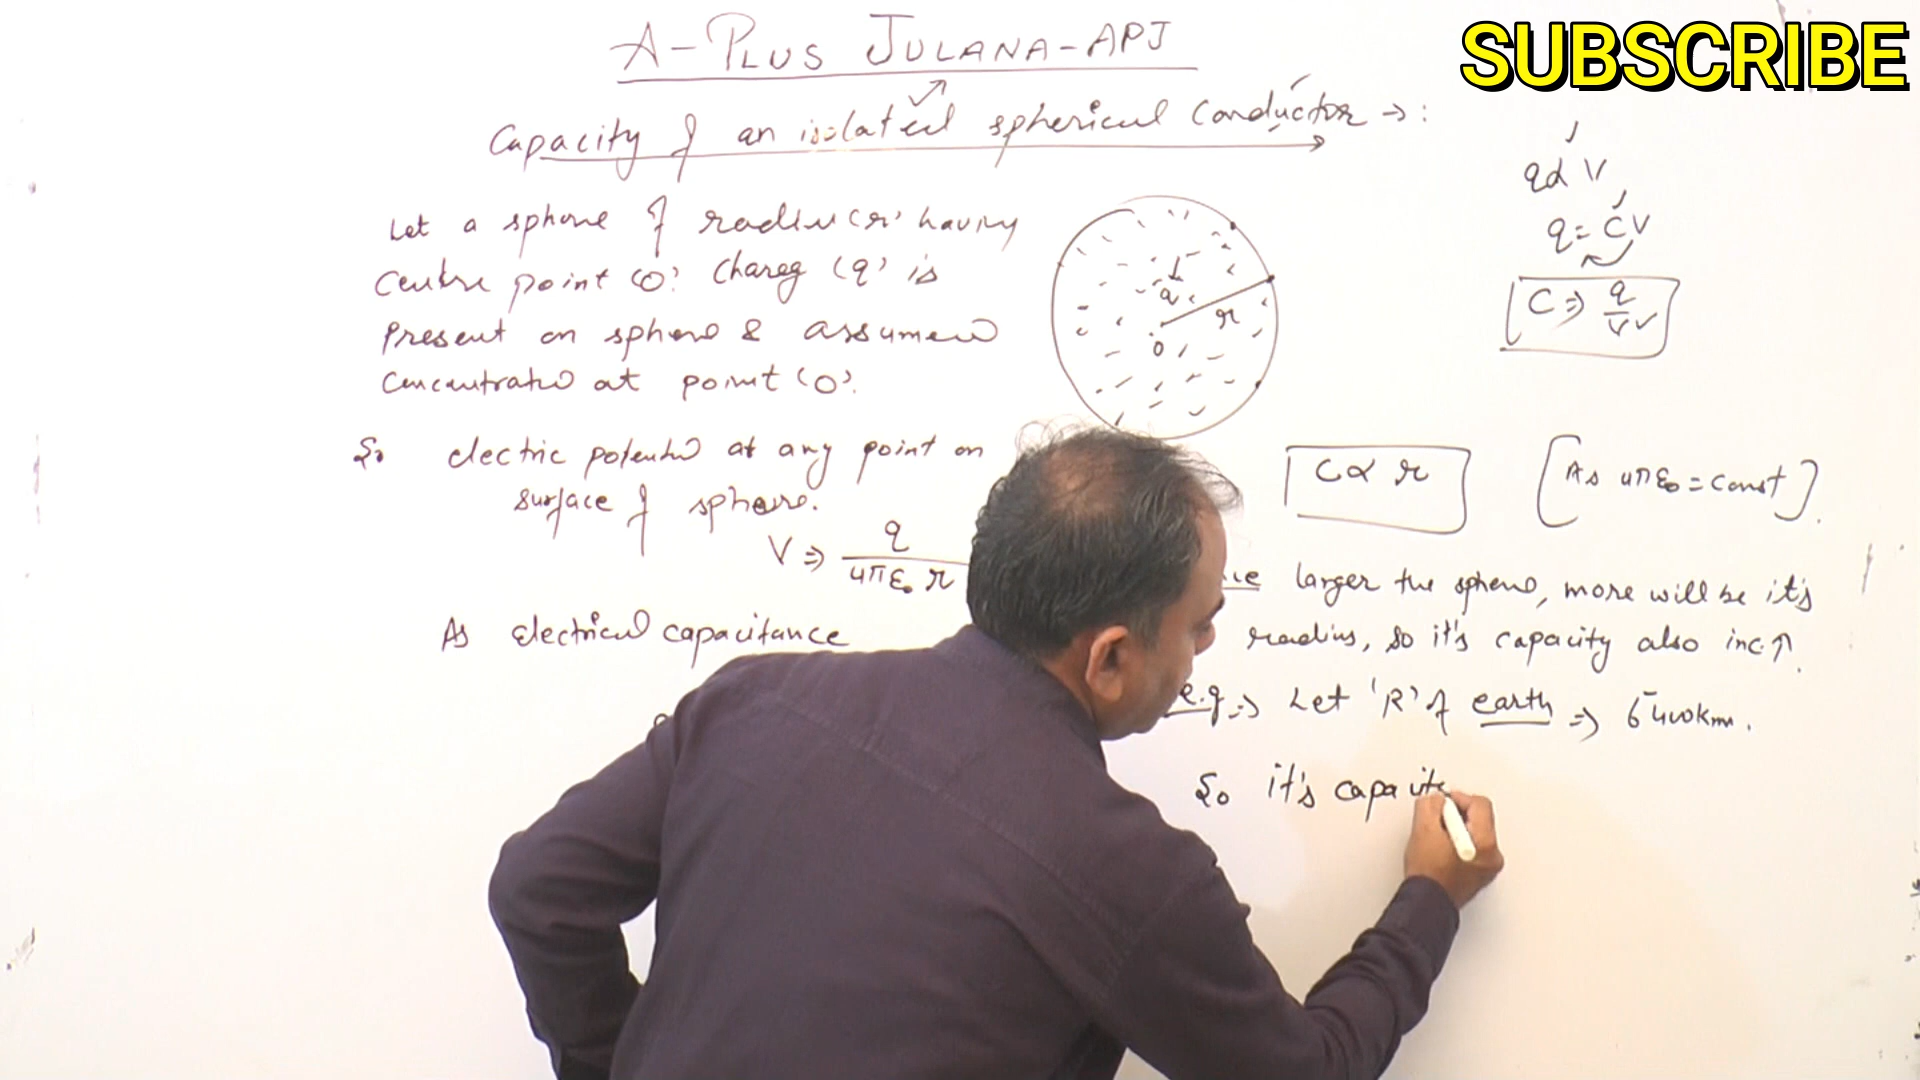 A-PLUS JULANA-APJ
SUBSCRIBE
Capacity of an isolated spherical Conductor →:
q α V
q = CV
C ⇒ q/V
Let a sphere of radius 'r' having
Centre point 'O'. Charge 'q' is
Present on sphere & assumed
Concentrated at point 'O'.
a
r
O
So electric potential at any point on
surface of sphere.
V ⇒ q/4πε₀ r
As Electrical capacitance
C α r [As 4πε₀ = const].
larger the sphere, more will be it's
radius, so it's capacity also inc.↑.
e.g. ⇒ Let 'R' of earth ⇒ 6400km.
So it's capacit